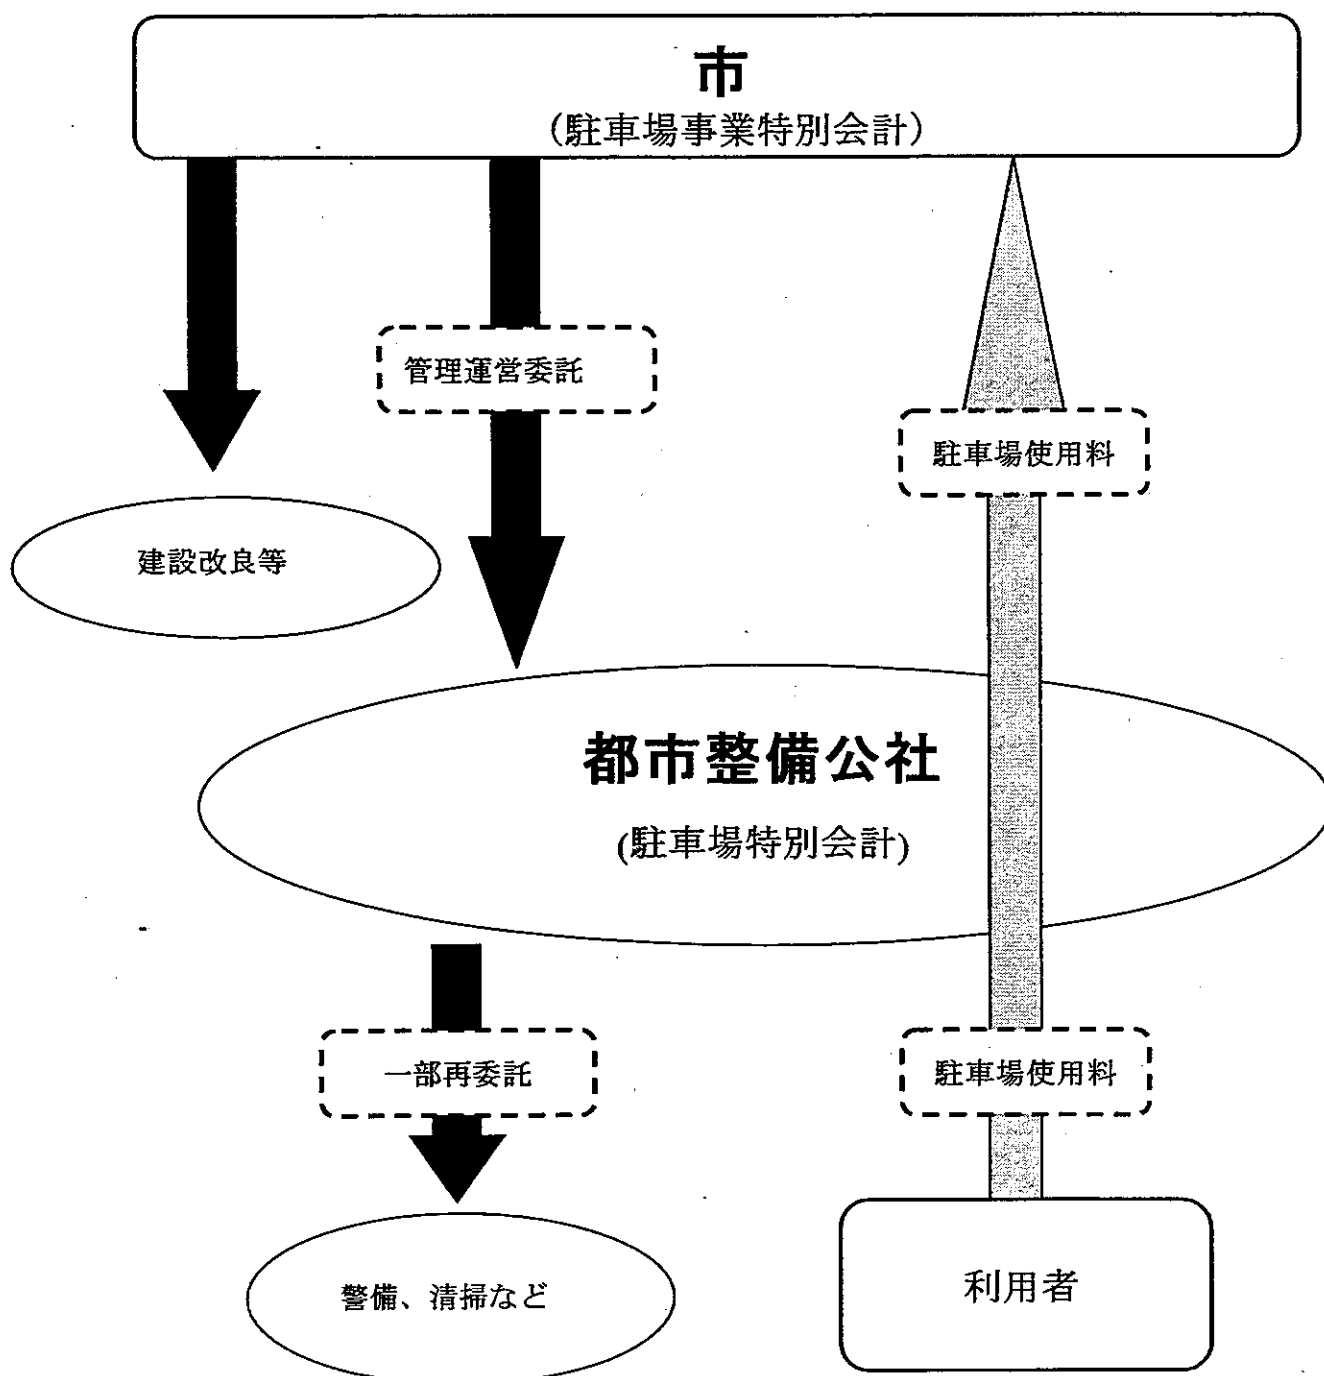 市
(駐車場事業特別会計)
管理運営委託
駐車場使用料
建設改良等
都市整備公社
(駐車場特別会計)
一部再委託
駐車場使用料
警備、清掃など
利用者